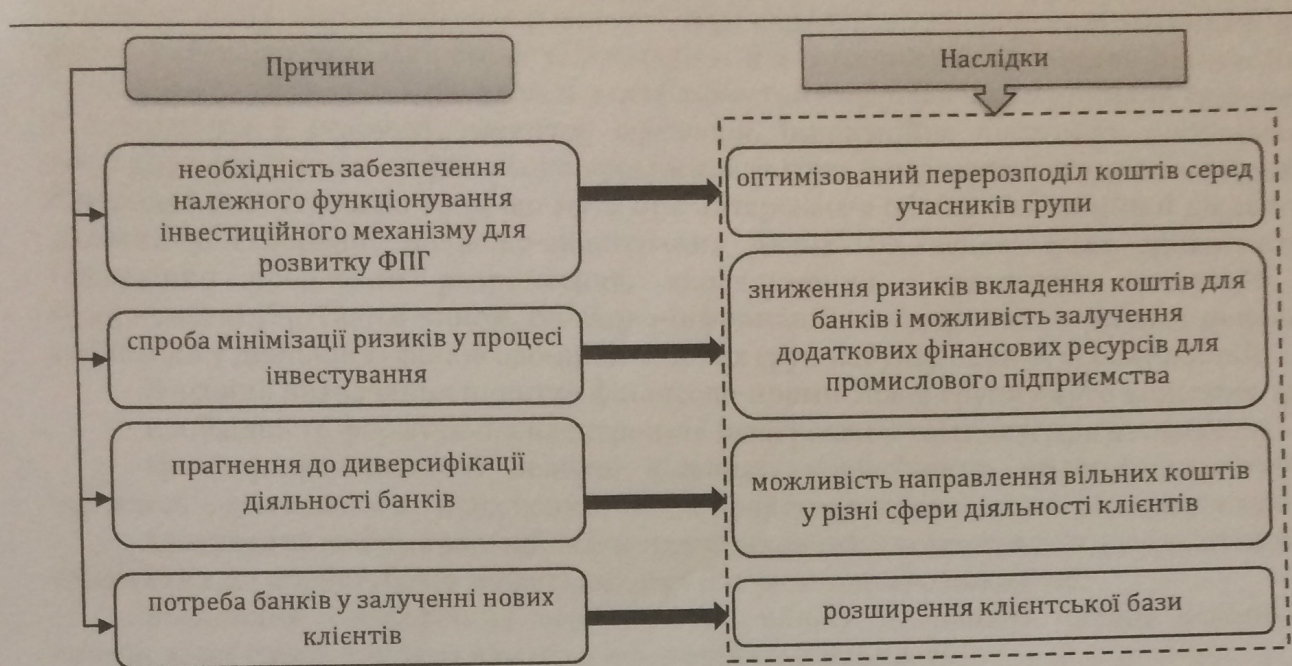 Причини
Наслідки
необхідність забезпечення
належного функціонування
інвестиційного механізму для
розвитку ФПГ
оптимізований перерозподіл коштів серед
учасників групи
спроба мінімізації ризиків у процесі
інвестування
зниження ризиків вкладення коштів для
банків і можливість залучення
додаткових фінансових ресурсів для
промислового підприємства
прагнення до диверсифікації
діяльності банків
можливість направлення вільних коштів
у різні сфери діяльності клієнтів
потреба банків у залученні нових
клієнтів
розширення клієнтської бази